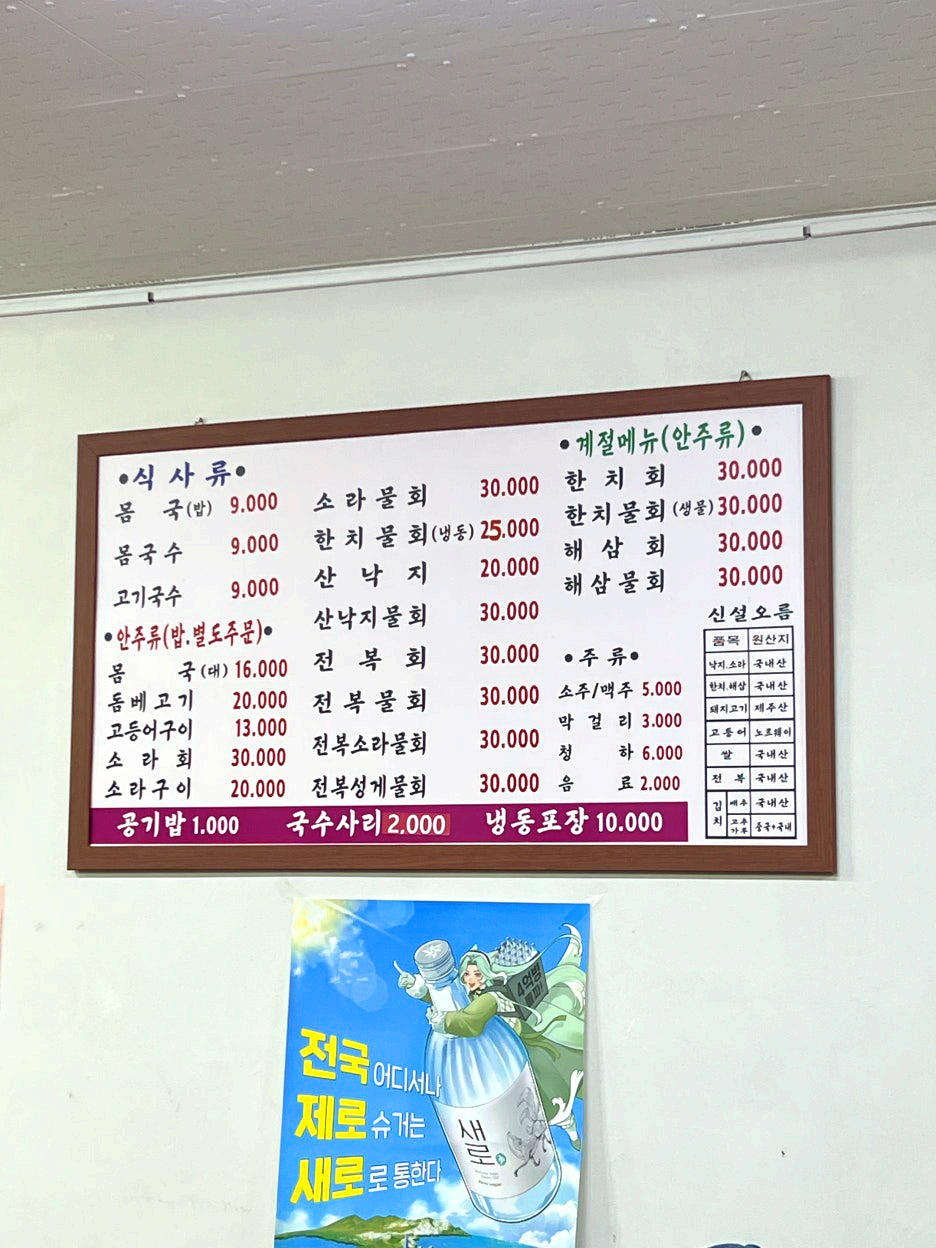 •식사류•
몸국(밥) 9.000
몸국수 9.000
고기국수 9.000
•안주류(밥.별도주문)•
몸국(대) 16.000
돔베고기 20.000
고등어구이 13.000
소라회 30.000
소라구이 20.000
소라물회 30.000
한치물회(냉동) 25.000
산낙지 20.000
산낙지물회 30.000
전복회 30.000
전복물회 30.000
전복소라물회 30.000
전복성게물회 30.000
•계절메뉴(안주류)•
한치회 30.000
한치물회(생물) 30.000
해삼회 30.000
해삼물회 30.000
•주류•
소주/맥주 5.000
막걸리 3.000
청하 6.000
음료 2.000
신설오름
품목 원산지
낙지.소라 국내산
한치.해삼 국내산
돼지고기 제주산
고등어 노르웨이
쌀 국내산
전복 국내산
김치 배추 국내산
고추가루 중국+국내
공기밥 1.000 국수사리 2,000 냉동포장 10.000
4억병 돌파!
전국 어디서나
제로 슈거는
새로로 통한다
새로